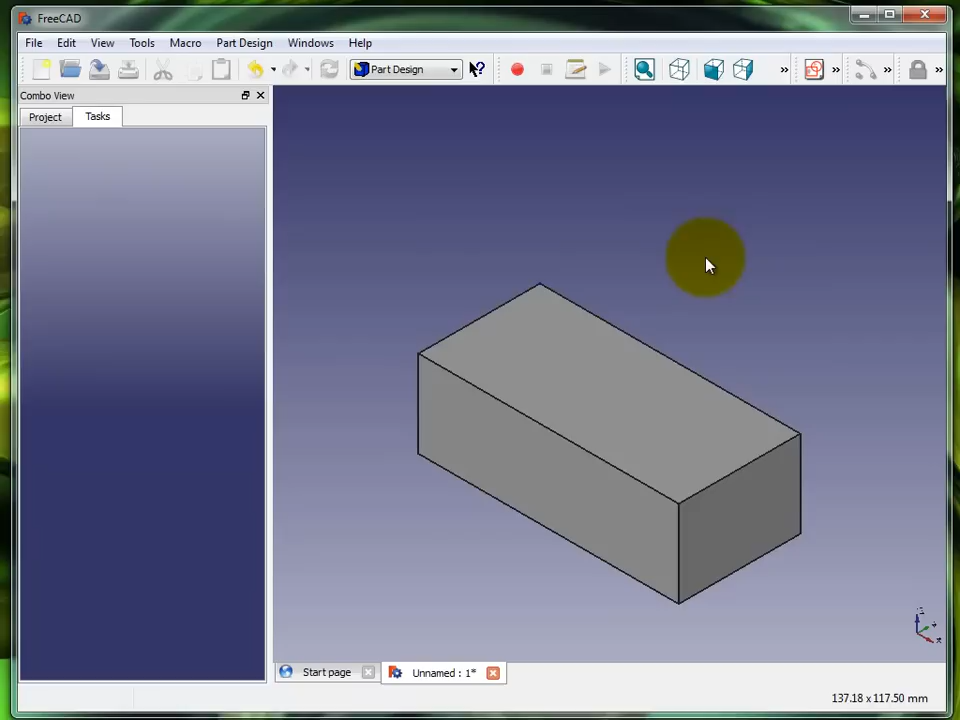 FreeCAD
File Edit View Tools Macro Part Design Windows Help
Part Design
Combo View
Project Tasks
Start page Unnamed : 1*
137.18 x 117.50 mm